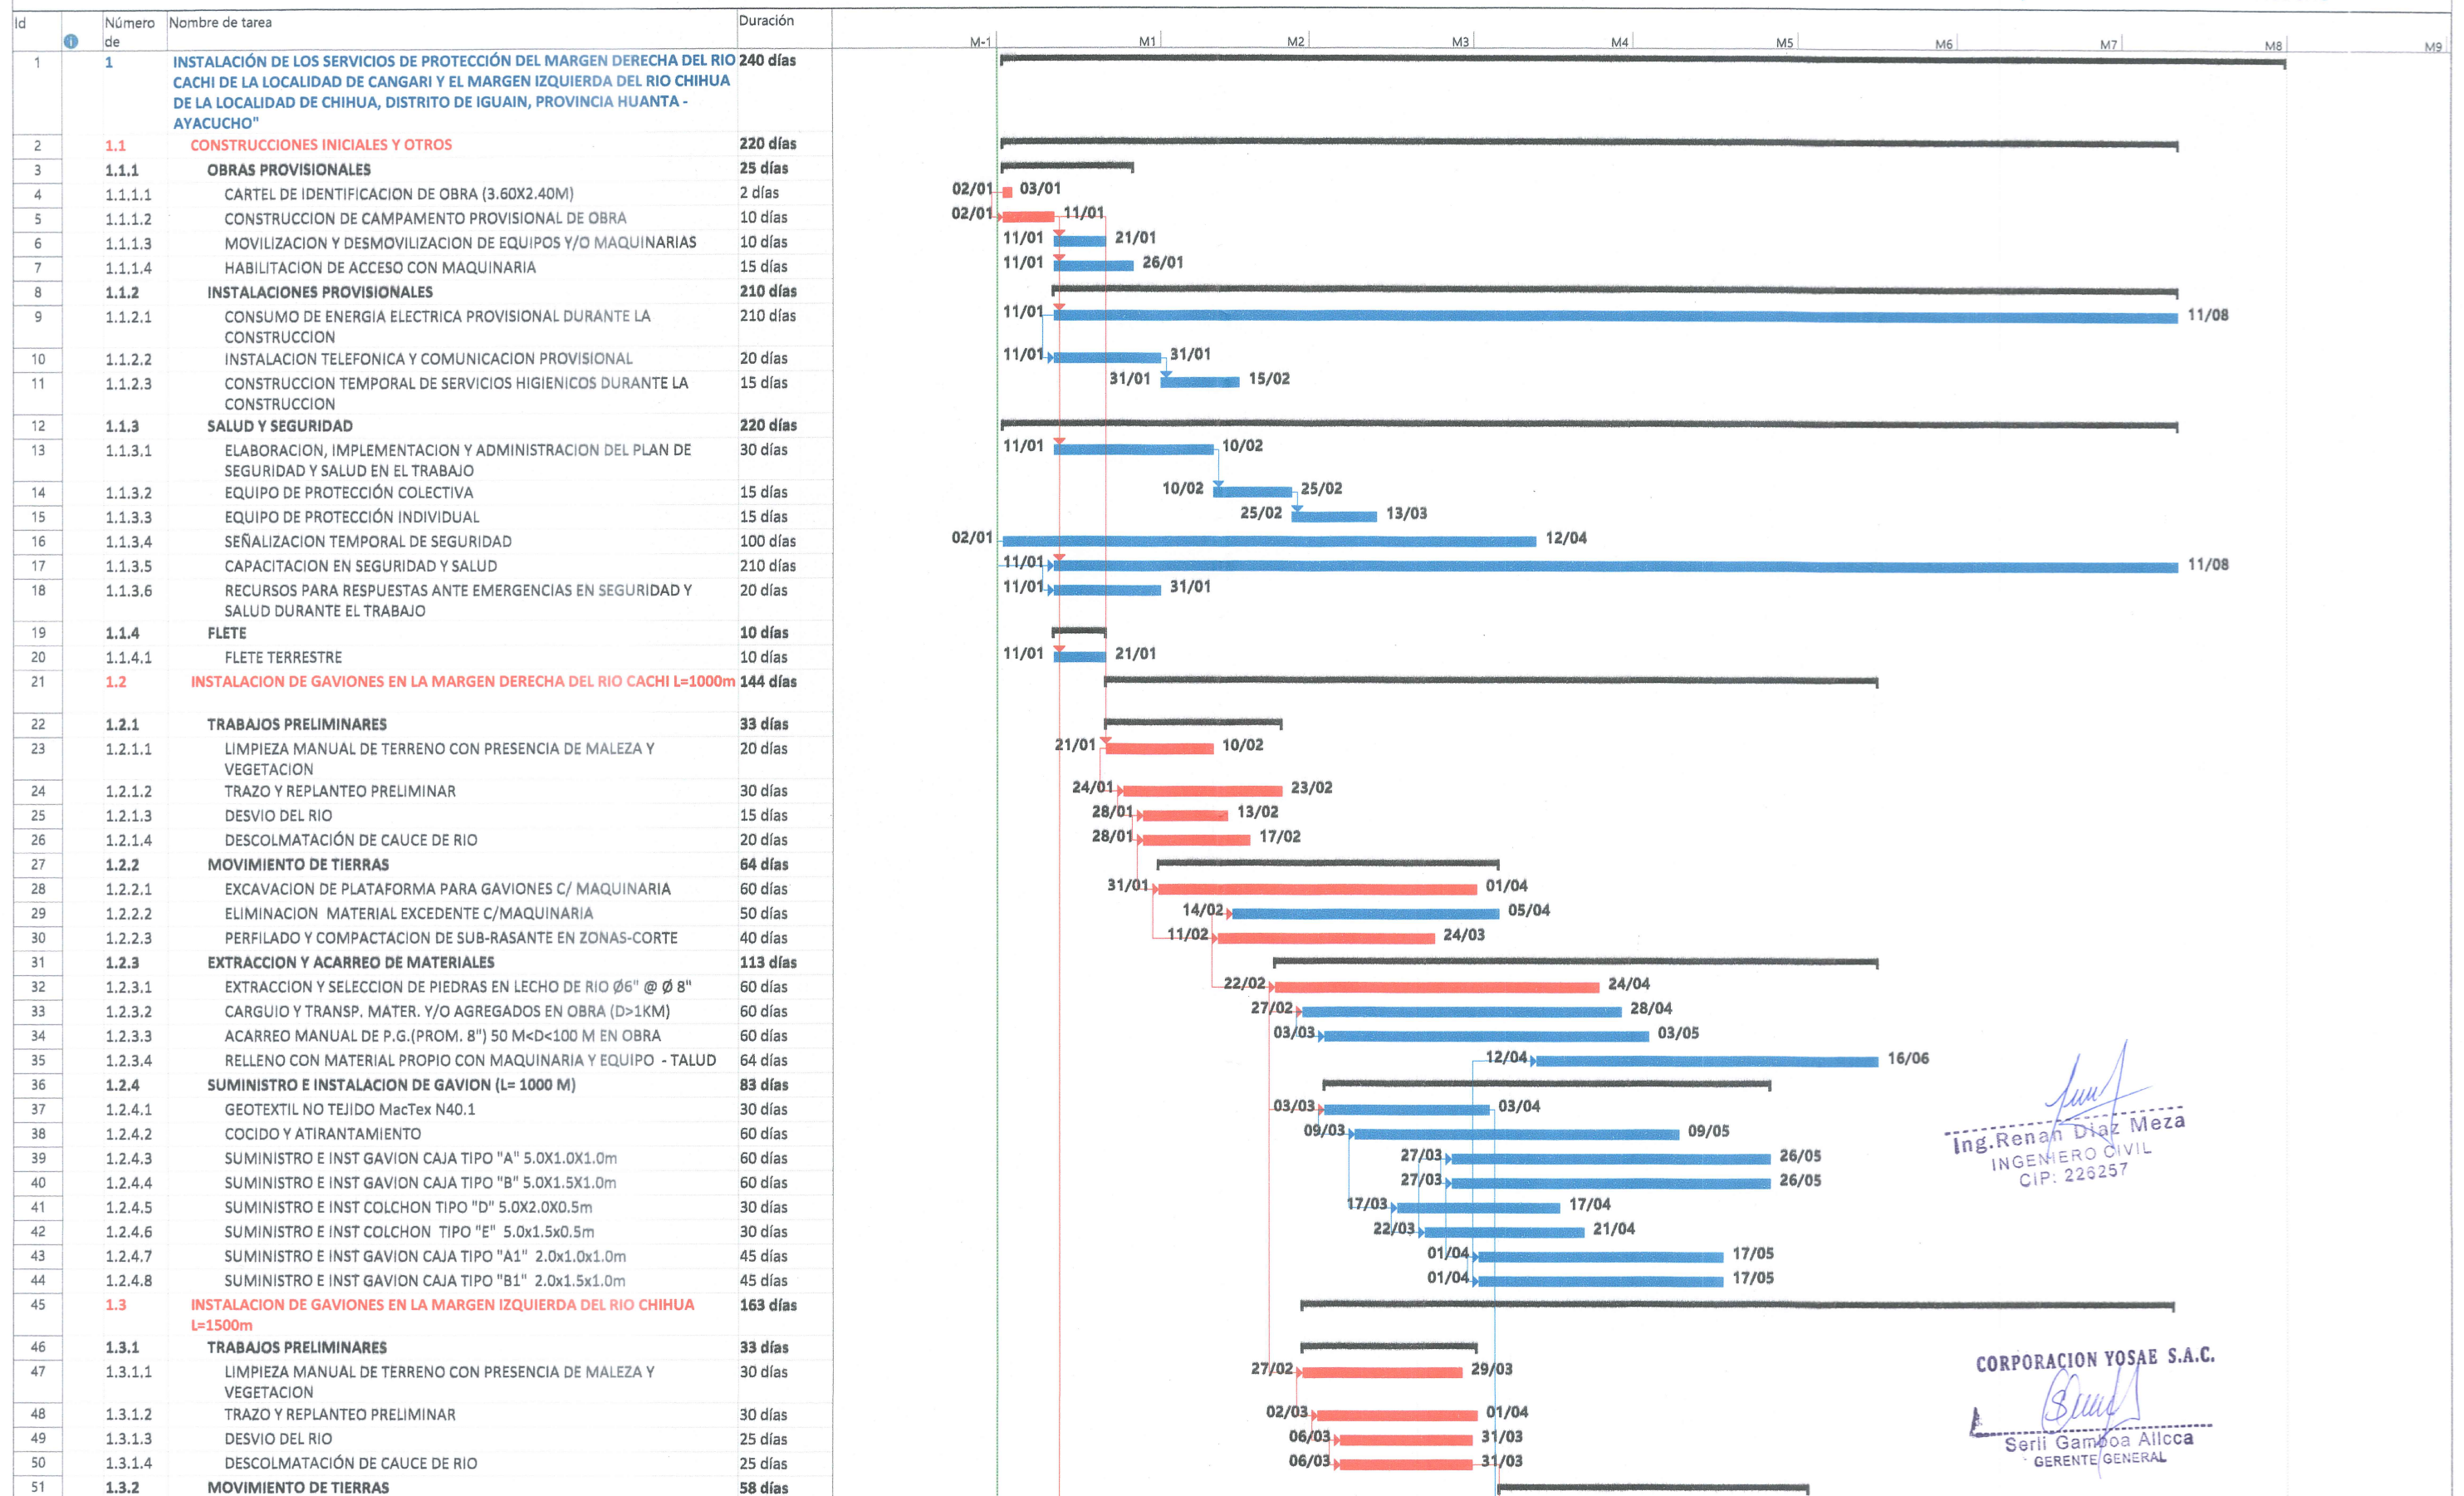 Id Número de Nombre de tarea Duración
M-1 M1 M2 M3 M4 M5 M6 M7 M8 M9
1 1 INSTALACIÓN DE LOS SERVICIOS DE PROTECCIÓN DEL MARGEN DERECHA DEL RIO 240 días
CACHI DE LA LOCALIDAD DE CANGARI Y EL MARGEN IZQUIERDA DEL RIO CHIHUA
DE LA LOCALIDAD DE CHIHUA, DISTRITO DE IGUAIN, PROVINCIA HUANTA -
AYACUCHO"
2 1.1 CONSTRUCCIONES INICIALES Y OTROS 220 días
3 1.1.1 OBRAS PROVISIONALES 25 días
4 1.1.1.1 CARTEL DE IDENTIFICACION DE OBRA (3.60X2.40M) 2 días 02/01 03/01
5 1.1.1.2 CONSTRUCCION DE CAMPAMENTO PROVISIONAL DE OBRA 10 días 02/01 11/01
6 1.1.1.3 MOVILIZACION Y DESMOVILIZACION DE EQUIPOS Y/O MAQUINARIAS 10 días 11/01 21/01
7 1.1.1.4 HABILITACION DE ACCESO CON MAQUINARIA 15 días 11/01 26/01
8 1.1.2 INSTALACIONES PROVISIONALES 210 días
9 1.1.2.1 CONSUMO DE ENERGIA ELECTRICA PROVISIONAL DURANTE LA 210 días 11/01 11/08
CONSTRUCCION
10 1.1.2.2 INSTALACION TELEFONICA Y COMUNICACION PROVISIONAL 20 días 11/01 31/01
11 1.1.2.3 CONSTRUCCION TEMPORAL DE SERVICIOS HIGIENICOS DURANTE LA 15 días 31/01 15/02
CONSTRUCCION
12 1.1.3 SALUD Y SEGURIDAD 220 días
13 1.1.3.1 ELABORACION, IMPLEMENTACION Y ADMINISTRACION DEL PLAN DE 30 días 11/01 10/02
SEGURIDAD Y SALUD EN EL TRABAJO
14 1.1.3.2 EQUIPO DE PROTECCIÓN COLECTIVA 15 días 10/02 25/02
15 1.1.3.3 EQUIPO DE PROTECCIÓN INDIVIDUAL 15 días 25/02 13/03
16 1.1.3.4 SEÑALIZACION TEMPORAL DE SEGURIDAD 100 días 02/01 12/04
17 1.1.3.5 CAPACITACION EN SEGURIDAD Y SALUD 210 días 11/01 11/08
18 1.1.3.6 RECURSOS PARA RESPUESTAS ANTE EMERGENCIAS EN SEGURIDAD Y 20 días 11/01 31/01
SALUD DURANTE EL TRABAJO
19 1.1.4 FLETE 10 días
20 1.1.4.1 FLETE TERRESTRE 10 días 11/01 21/01
21 1.2 INSTALACION DE GAVIONES EN LA MARGEN DERECHA DEL RIO CACHI L=1000m 144 días
22 1.2.1 TRABAJOS PRELIMINARES 33 días
23 1.2.1.1 LIMPIEZA MANUAL DE TERRENO CON PRESENCIA DE MALEZA Y 20 días 21/01 10/02
VEGETACION
24 1.2.1.2 TRAZO Y REPLANTEO PRELIMINAR 30 días 24/01 23/02
25 1.2.1.3 DESVIO DEL RIO 15 días 28/01 13/02
26 1.2.1.4 DESCOLMATACIÓN DE CAUCE DE RIO 20 días 28/01 17/02
27 1.2.2 MOVIMIENTO DE TIERRAS 64 días
28 1.2.2.1 EXCAVACION DE PLATAFORMA PARA GAVIONES C/ MAQUINARIA 60 días 31/01 01/04
29 1.2.2.2 ELIMINACION MATERIAL EXCEDENTE C/MAQUINARIA 50 días 14/02 05/04
30 1.2.2.3 PERFILADO Y COMPACTACION DE SUB-RASANTE EN ZONAS-CORTE 40 días 11/02 24/03
31 1.2.3 EXTRACCION Y ACARREO DE MATERIALES 113 días
32 1.2.3.1 EXTRACCION Y SELECCION DE PIEDRAS EN LECHO DE RIO Ø6" @ Ø 8" 60 días 22/02 24/04
33 1.2.3.2 CARGUIO Y TRANSP. MATER. Y/O AGREGADOS EN OBRA (D>1KM) 60 días 27/02 28/04
34 1.2.3.3 ACARREO MANUAL DE P.G.(PROM. 8") 50 M<D<100 M EN OBRA 60 días 03/03 03/05
35 1.2.3.4 RELLENO CON MATERIAL PROPIO CON MAQUINARIA Y EQUIPO - TALUD 64 días 12/04 16/06
36 1.2.4 SUMINISTRO E INSTALACION DE GAVION (L= 1000 M) 83 días
37 1.2.4.1 GEOTEXTIL NO TEJIDO MacTex N40.1 30 días 03/03 03/04
38 1.2.4.2 COCIDO Y ATIRANTAMIENTO 60 días 09/03 09/05
39 1.2.4.3 SUMINISTRO E INST GAVION CAJA TIPO "A" 5.0X1.0X1.0m 60 días 27/03 26/05
40 1.2.4.4 SUMINISTRO E INST GAVION CAJA TIPO "B" 5.0X1.5X1.0m 60 días 27/03 26/05
41 1.2.4.5 SUMINISTRO E INST COLCHON TIPO "D" 5.0X2.0X0.5m 30 días 17/03 17/04
42 1.2.4.6 SUMINISTRO E INST COLCHON TIPO "E" 5.0x1.5x0.5m 30 días 22/03 21/04
43 1.2.4.7 SUMINISTRO E INST GAVION CAJA TIPO "A1" 2.0x1.0x1.0m 45 días 01/04 17/05
44 1.2.4.8 SUMINISTRO E INST GAVION CAJA TIPO "B1" 2.0x1.5x1.0m 45 días 01/04 17/05
45 1.3 INSTALACION DE GAVIONES EN LA MARGEN IZQUIERDA DEL RIO CHIHUA 163 días
L=1500m
46 1.3.1 TRABAJOS PRELIMINARES 33 días
47 1.3.1.1 LIMPIEZA MANUAL DE TERRENO CON PRESENCIA DE MALEZA Y 30 días 27/02 29/03
VEGETACION
48 1.3.1.2 TRAZO Y REPLANTEO PRELIMINAR 30 días 02/03 01/04
49 1.3.1.3 DESVIO DEL RIO 25 días 06/03 31/03
50 1.3.1.4 DESCOLMATACIÓN DE CAUCE DE RIO 25 días 06/03 31/03
51 1.3.2 MOVIMIENTO DE TIERRAS 58 días
Ing.Renan Diaz Meza
INGENIERO CIVIL
CIP: 226257
CORPORACION YOSAE S.A.C.
Serli Gamboa Allcca
GERENTE GENERAL